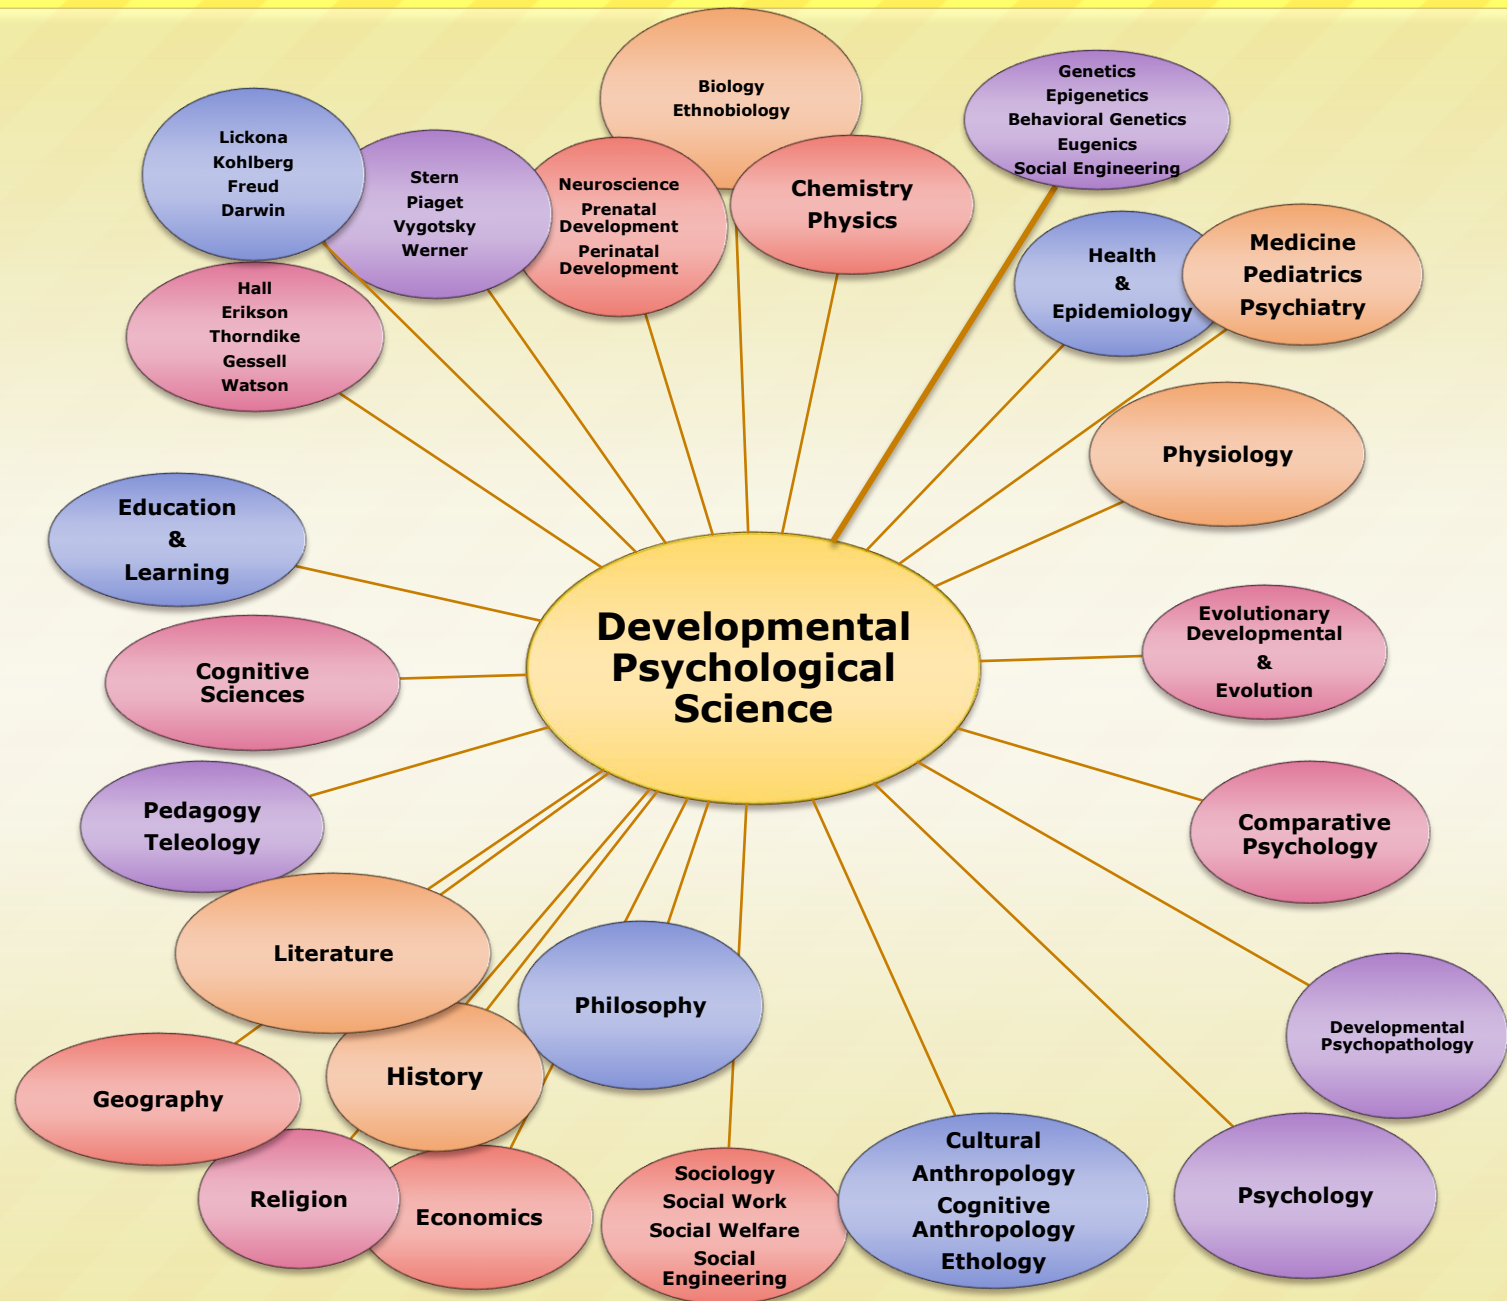 Biology
Ethnobiology
Genetics
Epigenetics
Behavioral Genetics
Eugenics
Social Engineering
Lickona
Kohlberg
Freud
Darwin
Stern
Piaget
Vygotsky
Werner
Neuroscience
Prenatal
Development
Perinatal
Development
Chemistry
Physics
Health
&
Epidemiology
Medicine
Pediatrics
Psychiatry
Hall
Erikson
Thorndike
Gessell
Watson
Physiology
Education
&
Learning
Developmental
Psychological
Science
Evolutionary
Developmental
&
Evolution
Cognitive
Sciences
Pedagogy
Teleology
Comparative
Psychology
Literature
Philosophy
Developmental
Psychopathology
History
Geography
Religion
Economics
Sociology
Social Work
Social Welfare
Social
Engineering
Cultural
Anthropology
Cognitive
Anthropology
Ethology
Psychology